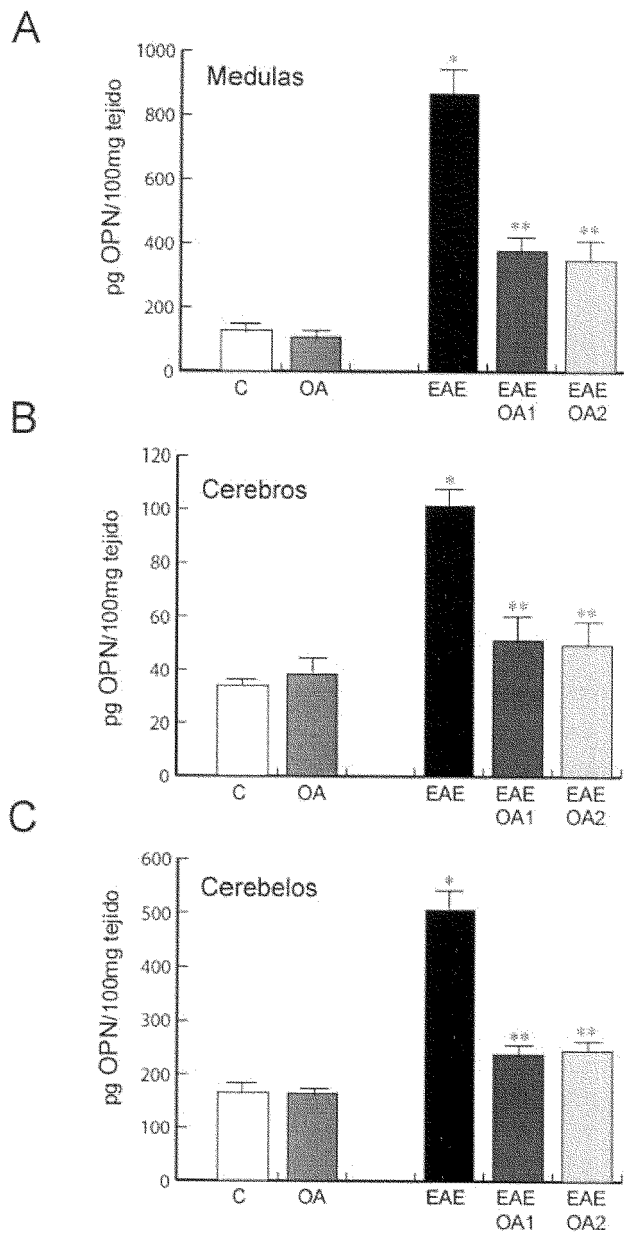 A
Medulas
pg OPN/100mg tejido
1000
800
600
400
200
0
*
**
**
C
OA
EAE
EAE
OA1
EAE
OA2
B
Cerebros
pg OPN/100mg tejido
120
100
80
60
40
20
0
*
**
**
C
OA
EAE
EAE
OA1
EAE
OA2
C
Cerebelos
pg OPN/100mg tejido
600
500
400
300
200
100
0
*
**
**
C
OA
EAE
EAE
OA1
EAE
OA2